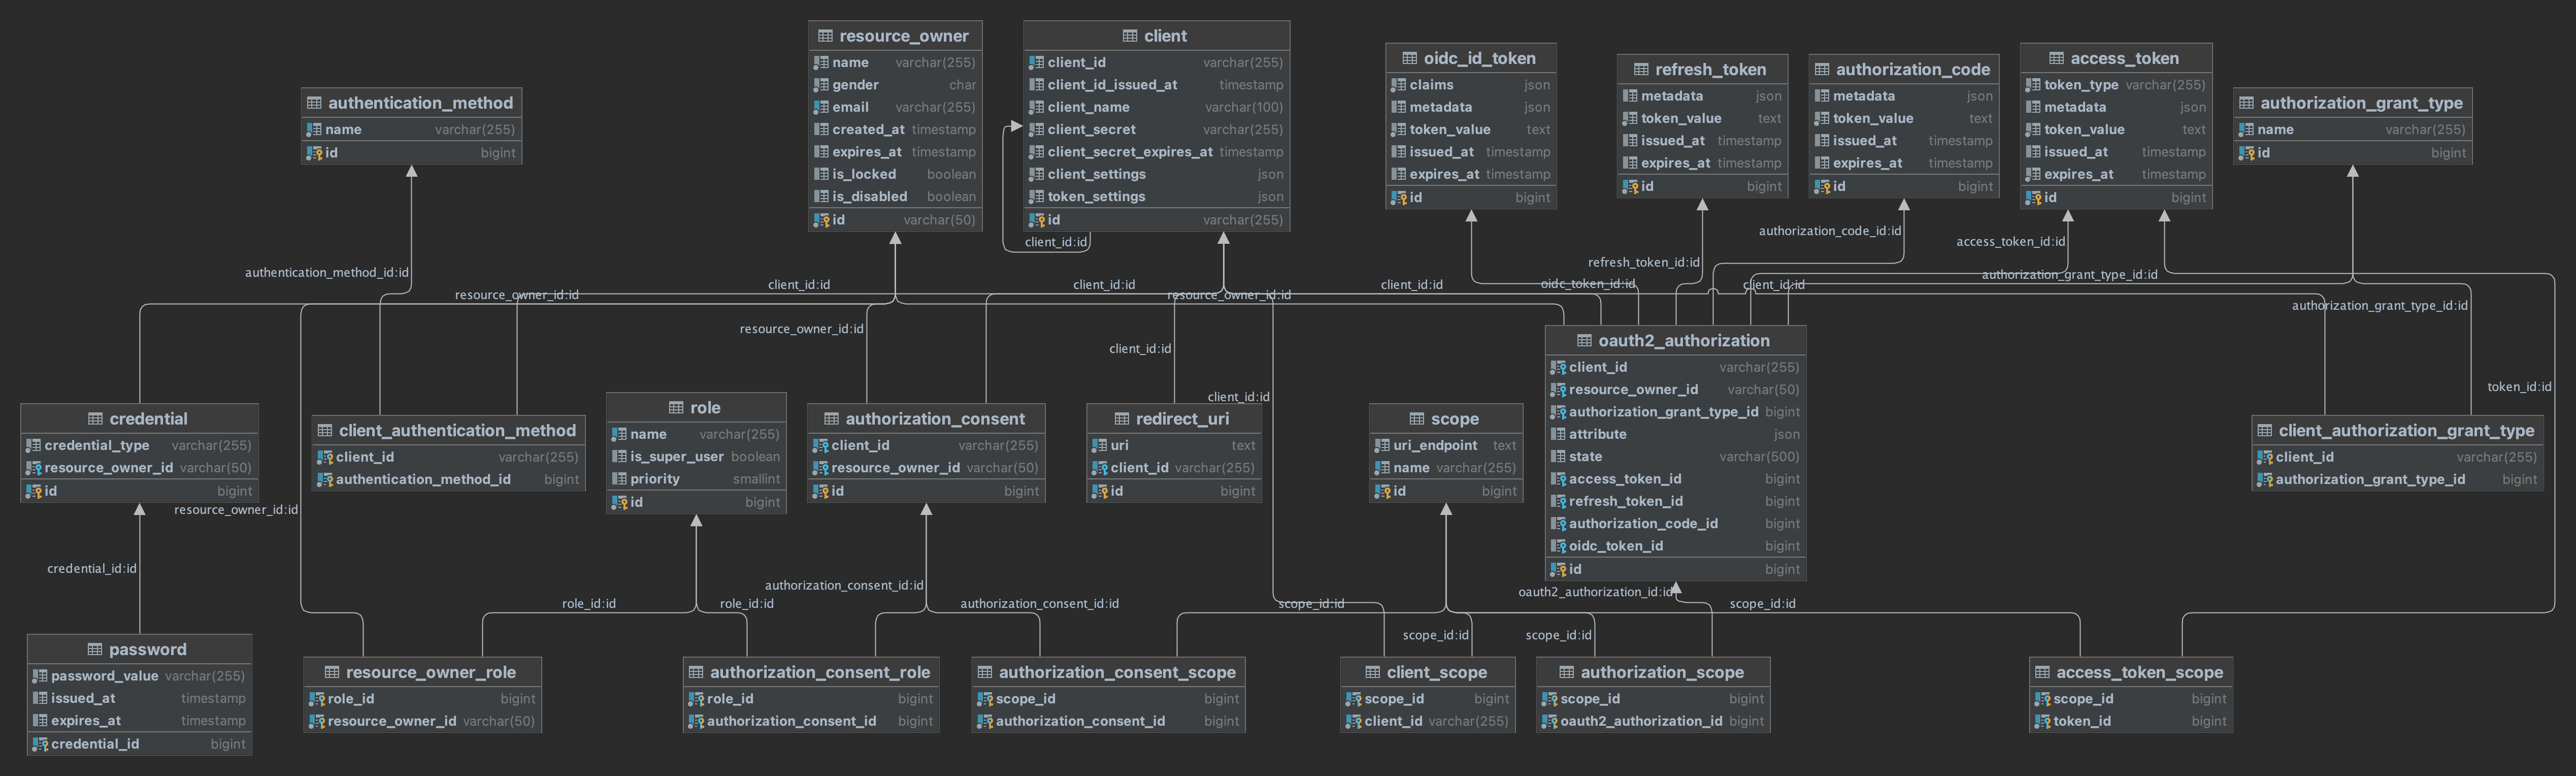 resource_owner
name varchar(255)
gender char
email varchar(255)
created_at timestamp
expires_at timestamp
is_locked boolean
is_disabled boolean
id varchar(50)
client
client_id varchar(255)
client_id_issued_at timestamp
client_name varchar(100)
client_secret varchar(255)
client_secret_expires_at timestamp
client_settings json
token_settings json
id varchar(255)
oidc_id_token
claims json
metadata json
token_value text
issued_at timestamp
expires_at timestamp
id bigint
refresh_token
metadata json
token_value text
issued_at timestamp
expires_at timestamp
id bigint
authorization_code
metadata json
token_value text
issued_at timestamp
expires_at timestamp
id bigint
access_token
token_type varchar(255)
metadata json
token_value text
issued_at timestamp
expires_at timestamp
id bigint
authentication_method
name varchar(255)
id bigint
authorization_grant_type
name varchar(255)
id bigint
client_id:id
authorization_code_id:id
access_token_id:id
refresh_token_id:id
authentication_method_id:id
authorization_grant_type_id:id
client_id:id
client_id:id
client_id:id
oidc_token_id:id
client_id:id
resource_owner_id:id
resource_owner_id:id
authorization_grant_type_id:id
resource_owner_id:id
client_id:id
token_id:id
client_id:id
oauth2_authorization
client_id varchar(255)
resource_owner_id varchar(50)
authorization_grant_type_id bigint
attribute json
state varchar(500)
access_token_id bigint
refresh_token_id bigint
authorization_code_id bigint
oidc_token_id bigint
id bigint
credential
credential_type varchar(255)
resource_owner_id varchar(50)
id bigint
client_authentication_method
client_id varchar(255)
authentication_method_id bigint
role
name varchar(255)
is_super_user boolean
priority smallint
id bigint
authorization_consent
client_id varchar(255)
resource_owner_id varchar(50)
id bigint
redirect_uri
uri text
client_id varchar(255)
id bigint
scope
uri_endpoint text
name varchar(255)
id bigint
client_authorization_grant_type
client_id varchar(255)
authorization_grant_type_id bigint
resource_owner_id:id
credential_id:id
authorization_consent_id:id
oauth2_authorization_id:id
role_id:id
role_id:id
authorization_consent_id:id
scope_id:id
scope_id:id
scope_id:id
scope_id:id
password
password_value varchar(255)
issued_at timestamp
expires_at timestamp
credential_id bigint
resource_owner_role
role_id bigint
resource_owner_id varchar(50)
authorization_consent_role
role_id bigint
authorization_consent_id bigint
authorization_consent_scope
scope_id bigint
authorization_consent_id bigint
client_scope
scope_id bigint
client_id varchar(255)
authorization_scope
scope_id bigint
oauth2_authorization_id bigint
access_token_scope
scope_id bigint
token_id bigint